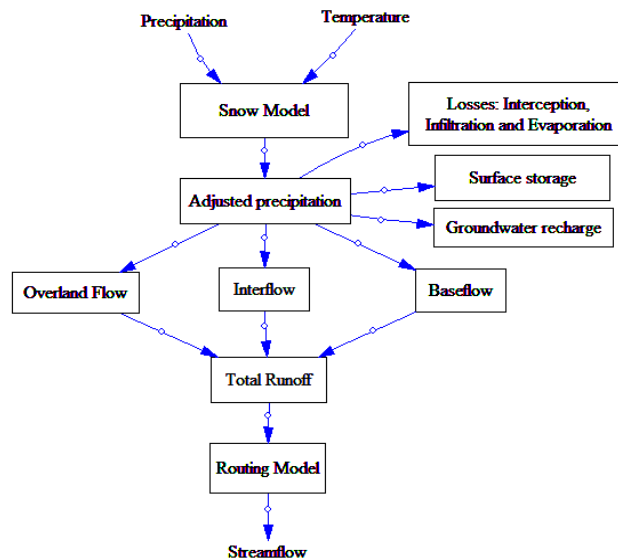 Precipitation
Temperature
Snow Model
Losses: Interception,
Infiltration and Evaporation
Adjusted precipitation
Surface storage
Groundwater recharge
Overland Flow
Interflow
Baseflow
Total Runoff
Routing Model
Streamflow